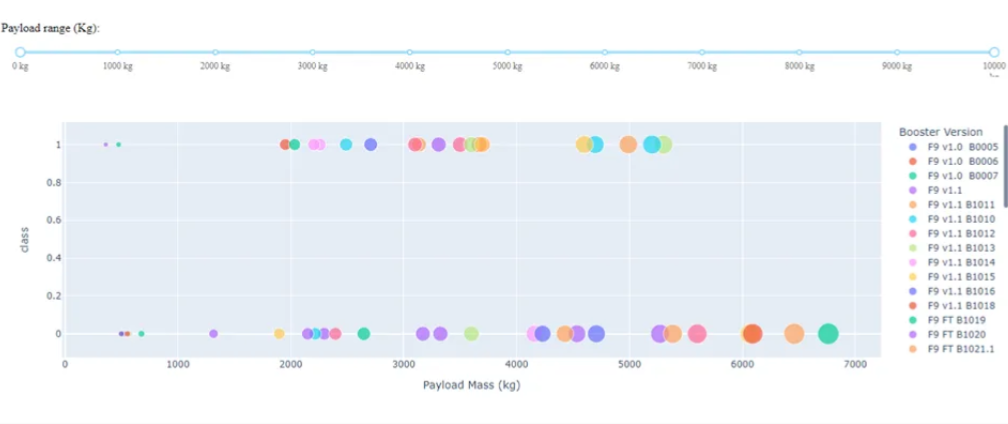 Payload range (Kg):
0 kg 1000 kg 2000 kg 3000 kg 4000 kg 5000 kg 6000 kg 7000 kg 8000 kg 9000 kg 10000
1
0.8
0.6
0.4
0.2
0
class
0 1000 2000 3000 4000 5000 6000 7000
Payload Mass (kg)
Booster Version
F9 v1.0 B0005
F9 v1.0 B0006
F9 v1.0 B0007
F9 v1.1
F9 v1.1 B1011
F9 v1.1 B1010
F9 v1.1 B1012
F9 v1.1 B1013
F9 v1.1 B1014
F9 v1.1 B1015
F9 v1.1 B1016
F9 v1.1 B1018
F9 FT B1019
F9 FT B1020
F9 FT B1021.1